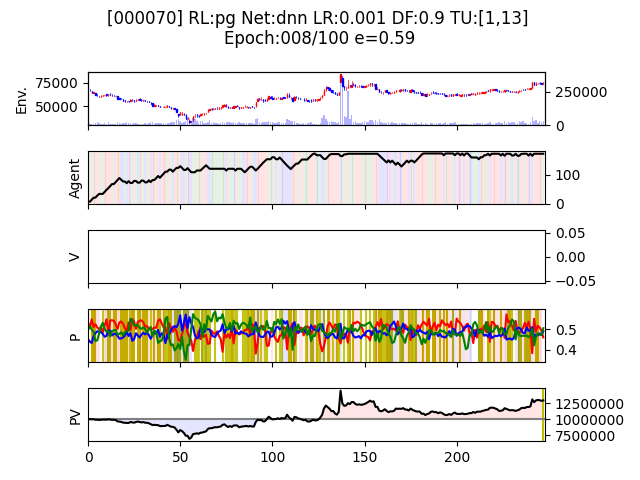 [000070] RL:pg Net:dnn LR:0.001 DF:0.9 TU:[1,13]
Epoch:008/100 e=0.59
Env.
75000
50000
250000
0
Agent
100
0
V
0.05
0.00
−0.05
P
0.5
0.4
PV
12500000
10000000
7500000
0
50
100
150
200